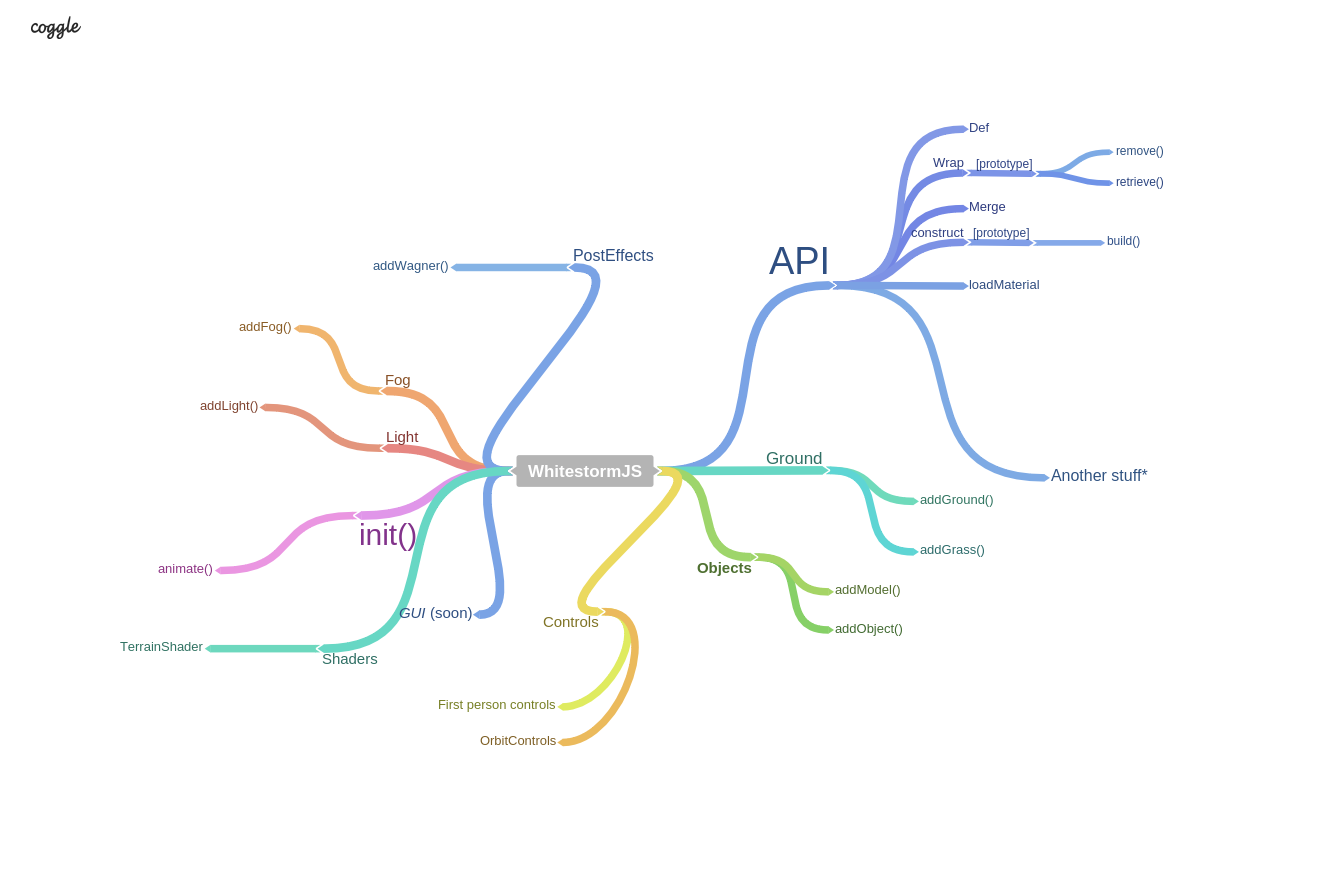 coggle
Def
remove()
Wrap [prototype]
retrieve()
Merge
construct [prototype]
build()
API
loadMaterial
PostEffects
addWagner()
addFog()
Fog
addLight()
Light
WhitestormJS
Ground
Another stuff*
addGround()
init()
addGrass()
animate()
Objects
addModel()
GUI (soon)
Controls
addObject()
TerrainShader
Shaders
First person controls
OrbitControls